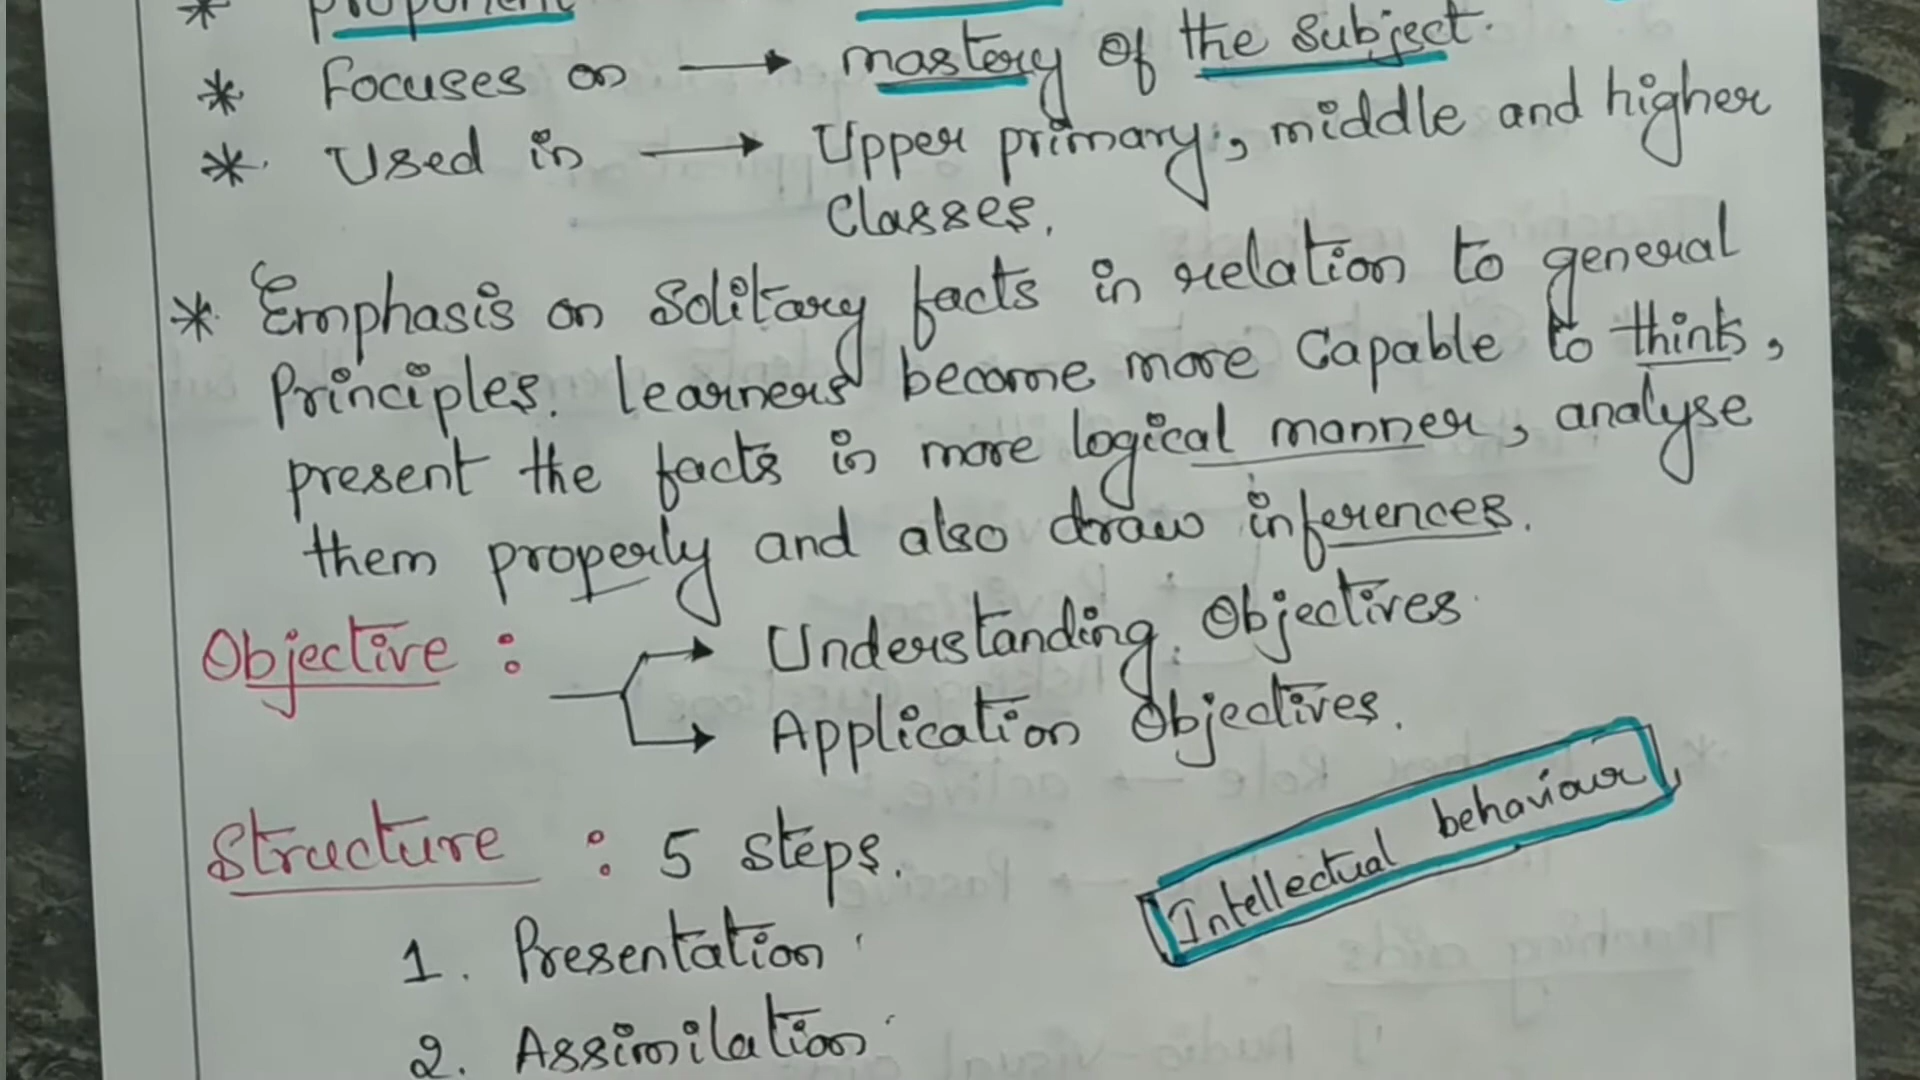 * proponent
* Focuses on → mastery of the Subject.
* Used in → Upper primary, middle and higher
Classes.
* Emphasis on Solitary facts in relation to general
Principles. learners become more Capable to think,
present the facts in more logical manner, analyse
them properly and also draw inferences.
Objective : → Understanding Objectives
→ Application Objectives.
Structure : 5 steps.
Intellectual behaviour
1. Presentation
2. Assimilation